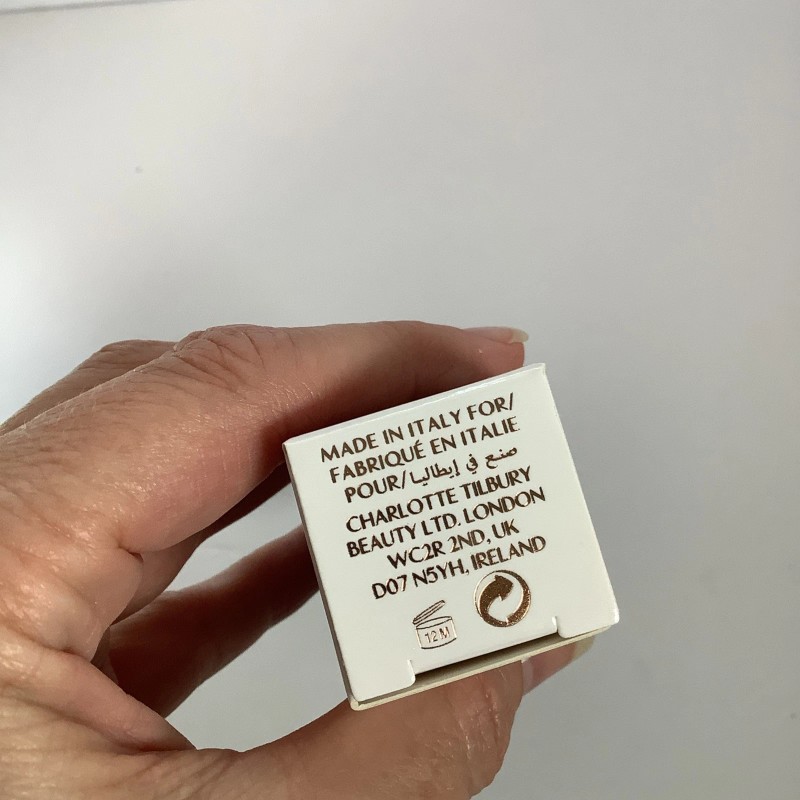 MADE IN ITALY FOR/
FABRIQUÉ EN ITALIE
POUR/صنع في إيطاليا
CHARLOTTE TILBURY
BEAUTY LTD. LONDON
WC2R 2ND, UK
D07 N5YH, IRELAND
12M